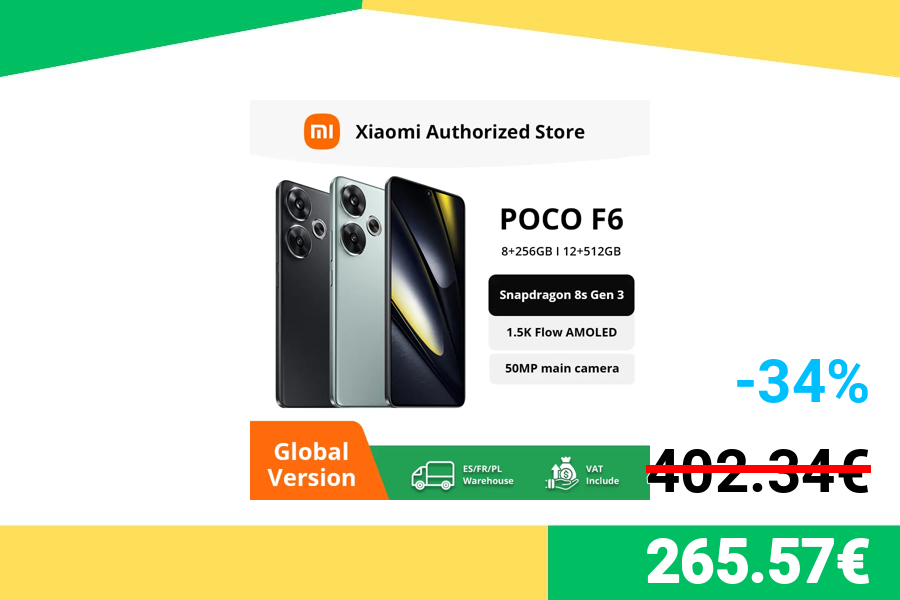 mi
Xiaomi Authorized Store
POCO F6
8+256GB I 12+512GB
Snapdragon 8s Gen 3
1.5K Flow AMOLED
50MP main camera
-34%
402.34€
Global
Version
ES/FR/PL
Warehouse
VAT
Include
265.57€